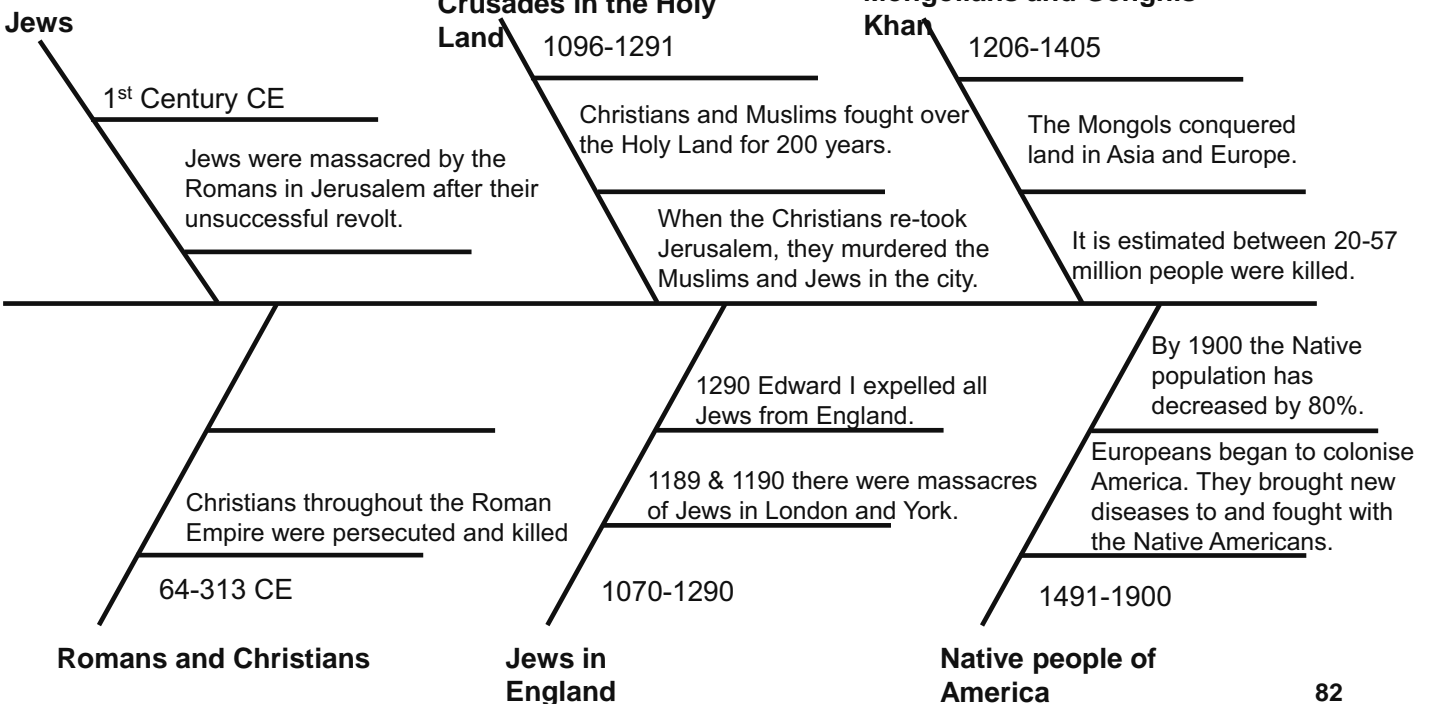 Jews
1st Century CE
Jews were massacred by the
Romans in Jerusalem after their
unsuccessful revolt.
Crusades in the Holy
Land
1096-1291
Christians and Muslims fought over
the Holy Land for 200 years.
When the Christians re-took
Jerusalem, they murdered the
Muslims and Jews in the city.
Mongolians and Genghis
Khan
1206-1405
The Mongols conquered
land in Asia and Europe.
It is estimated between 20-57
million people were killed.
Christians throughout the Roman
Empire were persecuted and killed
64-313 CE
Romans and Christians
1290 Edward I expelled all
Jews from England.
1189 & 1190 there were massacres
of Jews in London and York.
1070-1290
Jews in
England
By 1900 the Native
population has
decreased by 80%.
Europeans began to colonise
America. They brought new
diseases to and fought with
the Native Americans.
1491-1900
Native people of
America
82